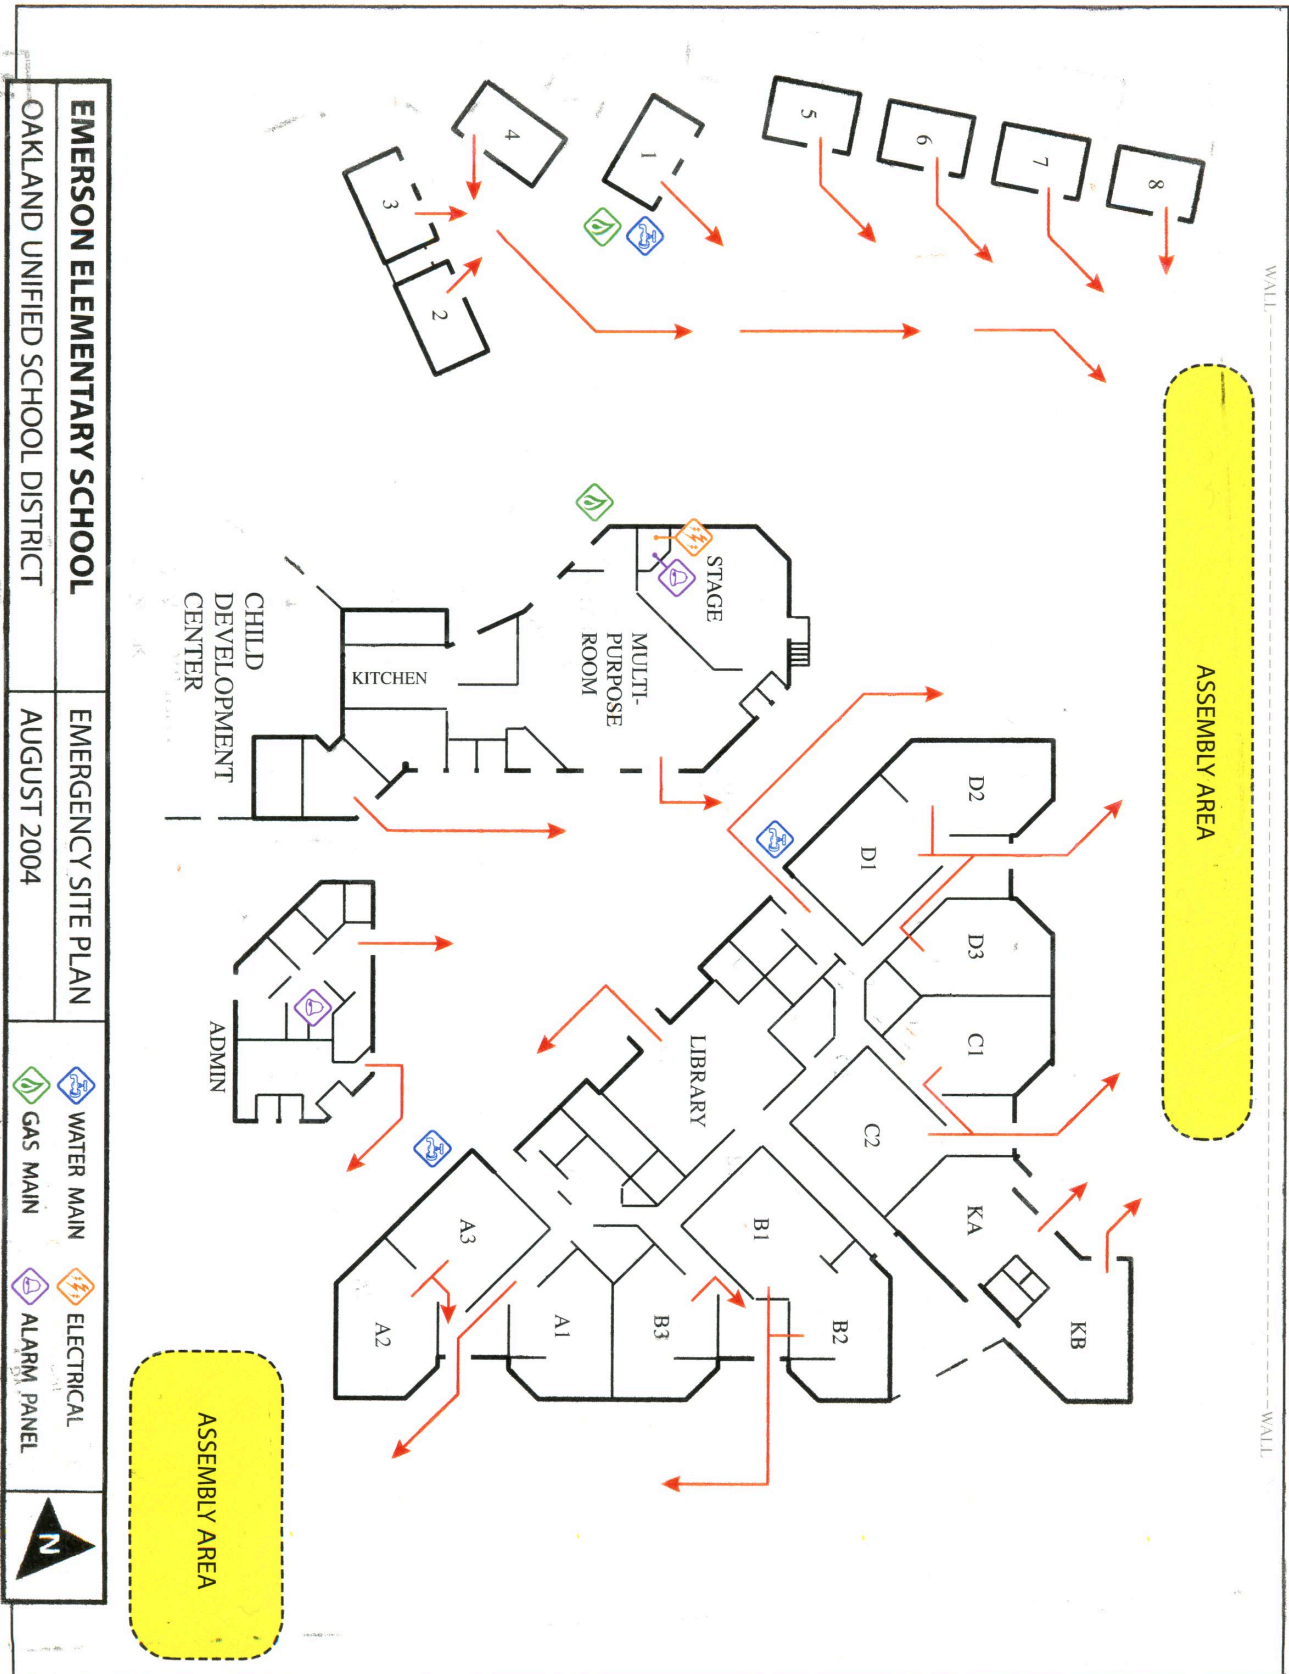 WALL
WALL
ASSEMBLY AREA
8
7
6
5
1
4
3
2
D2
D3
C1
KA
KB
D1
C2
B2
B1
STAGE
LIBRARY
B3
MULTI-
PURPOSE
ROOM
A1
A3
A2
KITCHEN
CHILD
DEVELOPMENT
CENTER
ADMIN
ASSEMBLY AREA
EMERSON ELEMENTARY SCHOOL
OAKLAND UNIFIED SCHOOL DISTRICT
EMERGENCY SITE PLAN
AUGUST 2004
WATER MAIN
GAS MAIN
ELECTRICAL
ALARM PANEL
N